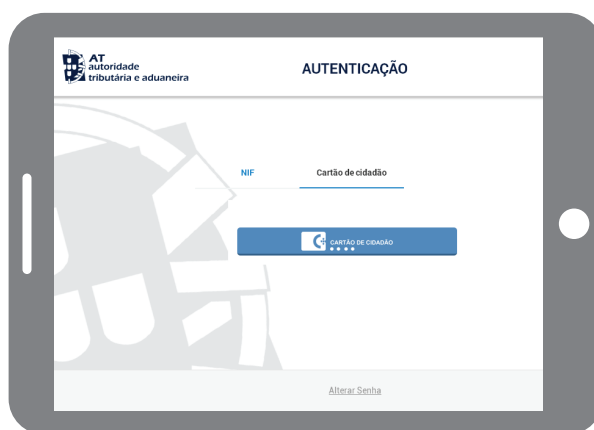 AT
autoridade
tributária e aduaneira
AUTENTICAÇÃO
NIF Cartão de cidadão
CARTÃO DE CIDADÃO
Alterar Senha